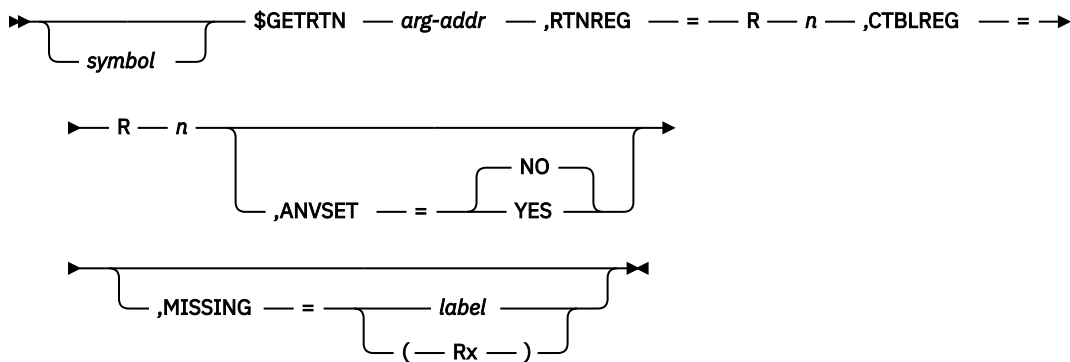 $GETRTN arg-addr ,RTNREG = R n ,CTBLREG =
symbol
R n
NO
,ANVSET = YES
,MISSING = label
( Rx )